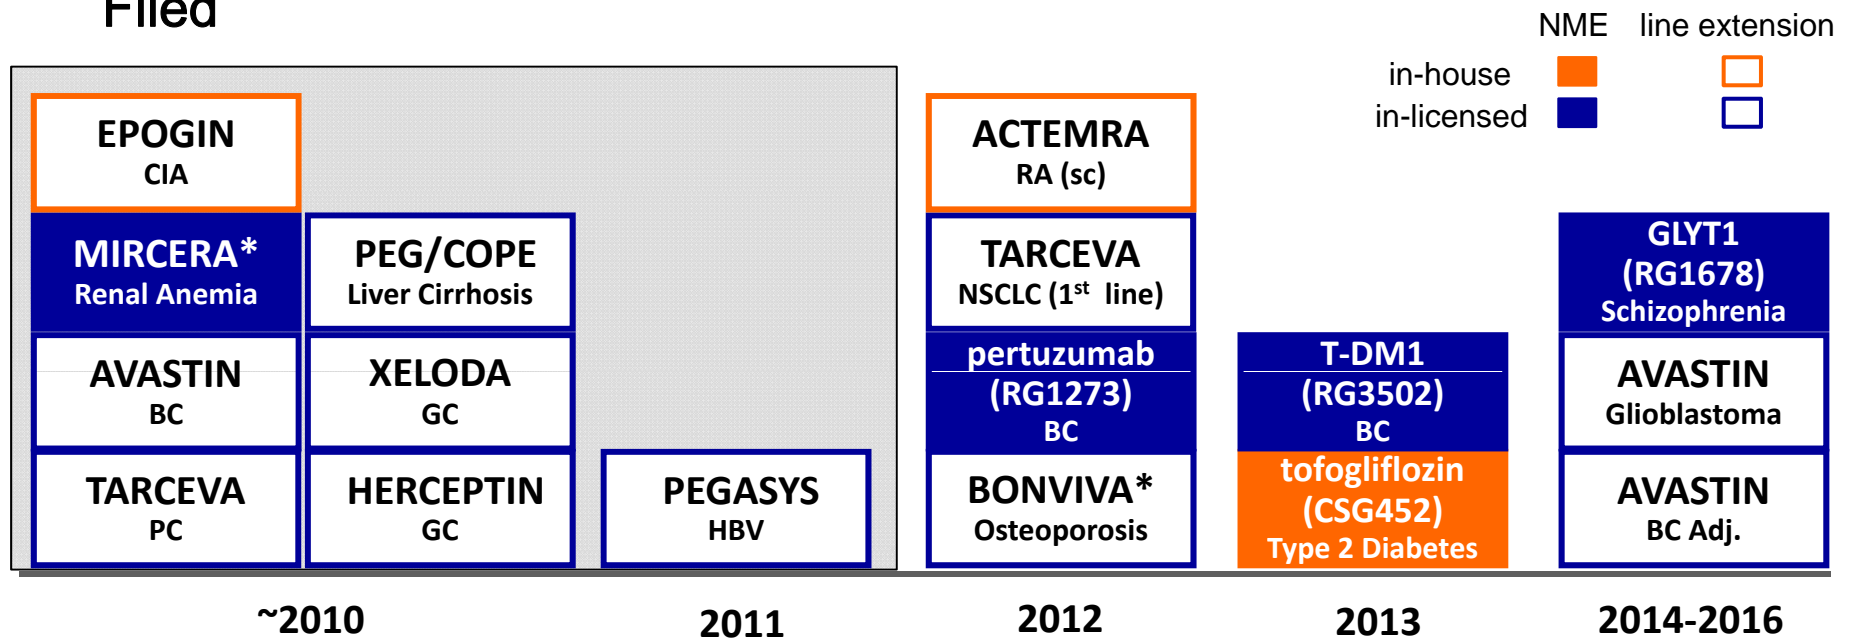 Filed
NME line extension
in-house
in-licensed
EPOGIN
CIA
MIRCERA*
Renal Anemia
AVASTIN
BC
TARCEVA
PC
PEG/COPE
Liver Cirrhosis
XELODA
GC
HERCEPTIN
GC
PEGASYS
HBV
ACTEMRA
RA (sc)
TARCEVA
NSCLC (1st line)
pertuzumab
(RG1273)
BC
BONVIVA*
Osteoporosis
T-DM1
(RG3502)
BC
tofogliflozin
(CSG452)
Type 2 Diabetes
GLYT1
(RG1678)
Schizophrenia
AVASTIN
Glioblastoma
AVASTIN
BC Adj.
~2010 2011 2012 2013 2014-2016